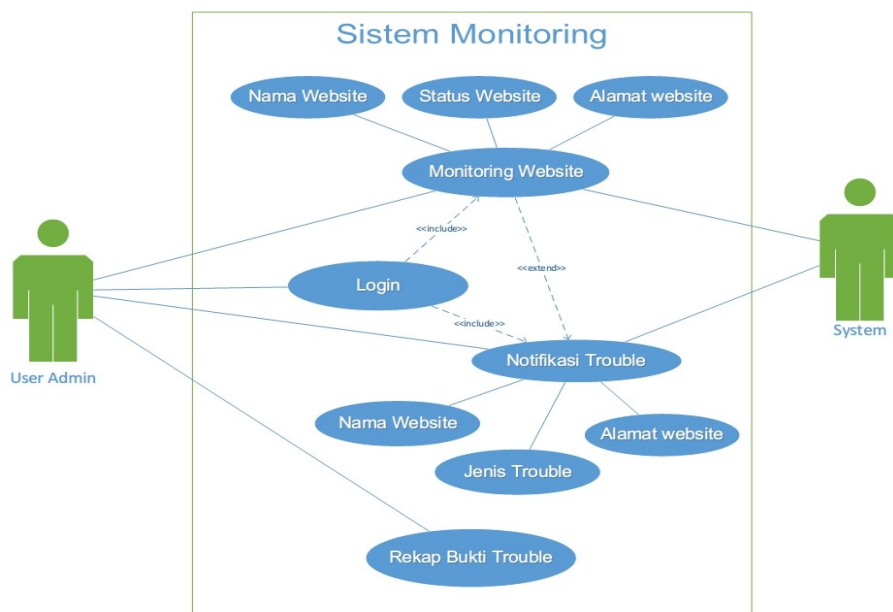 Sistem Monitoring
Nama Website
Status Website
Alamat website
Monitoring Website
<<include>>
<<extend>>
Login
<<include>>
System
Notifikasi Trouble
User Admin
Nama Website
Alamat website
Jenis Trouble
Rekap Bukti Trouble